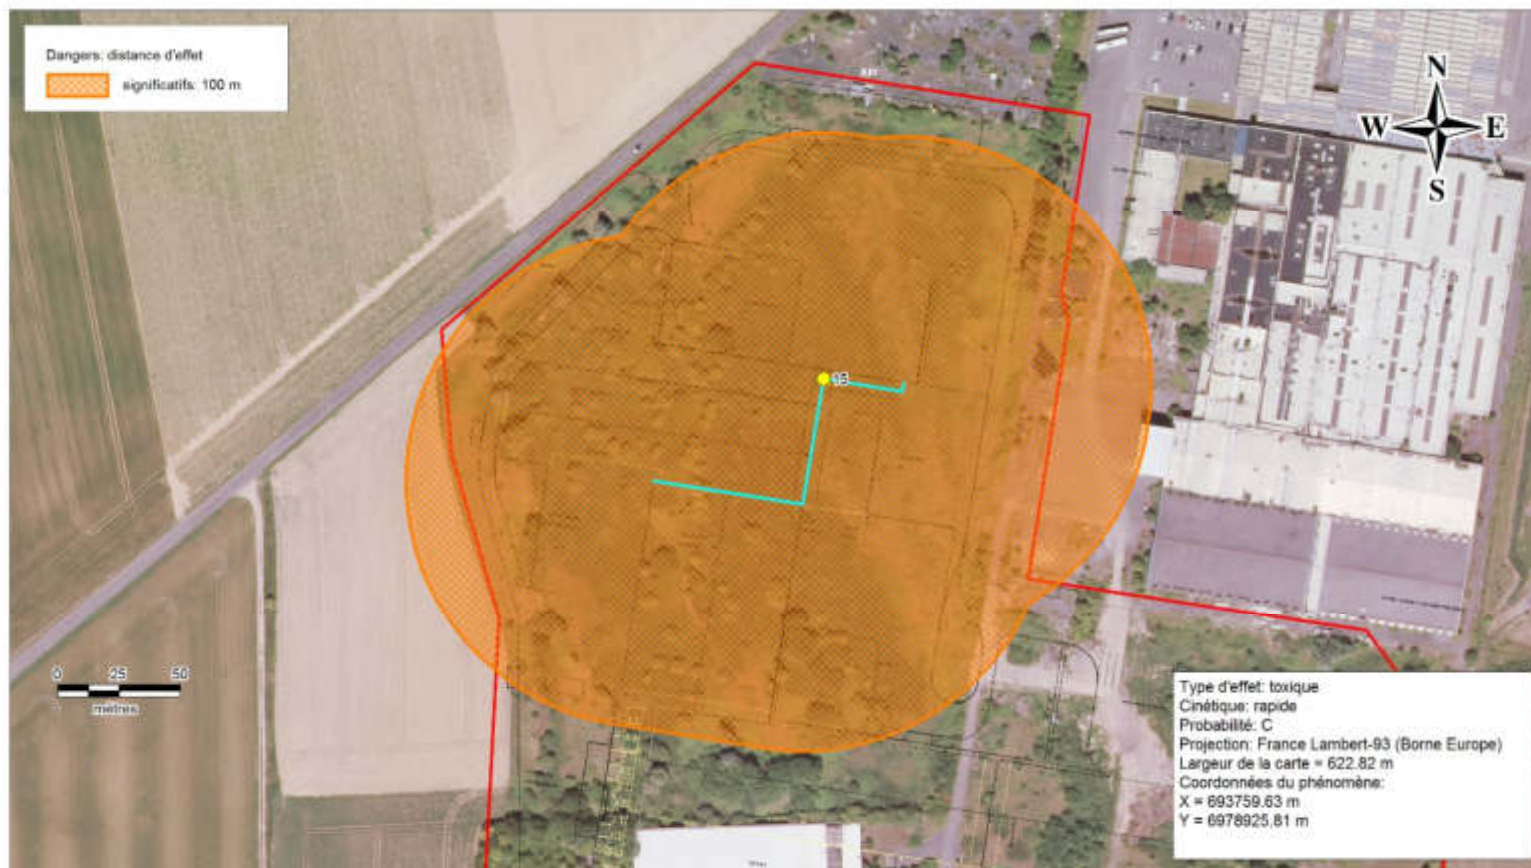 Dangers: distance d'effet
significatifs: 100 m
N
W
E
S
15
0 25 50
mètres
Type d'effet: toxique
Cinétique: rapide
Probabilité: C
Projection: France Lambert-93 (Borne Europe)
Largeur de la carte = 622.82 m
Coordonnées du phénomène:
X = 693759.63 m
Y = 6978925.81 m